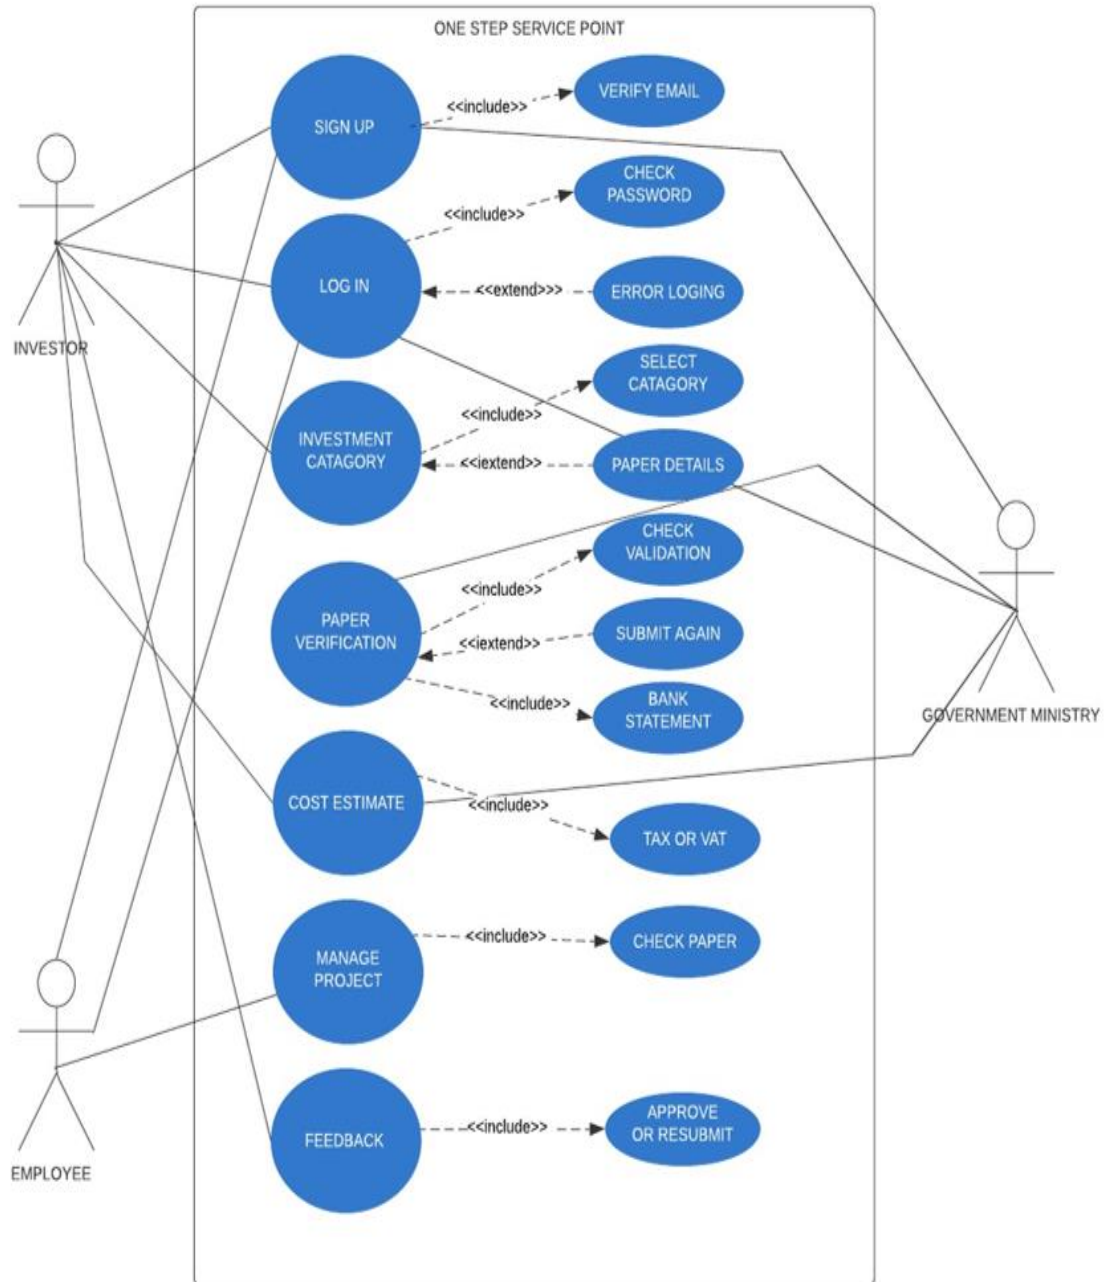 ONE STEP SERVICE POINT
SIGN UP
<<include>>
VERIFY EMAIL
CHECK
PASSWORD
<<include>>
LOG IN
<<extend>>>
ERROR LOGING
INVESTOR
SELECT
CATAGORY
<<include>>
INVESTMENT
CATAGORY
<<iextend>>
PAPER DETAILS
CHECK
VALIDATION
<<include>>
PAPER
VERIFICATION
<<iextend>>
SUBMIT AGAIN
<<include>>
BANK
STATEMENT
GOVERNMENT MINISTRY
COST ESTIMATE
<<include>>
TAX OR VAT
MANAGE
PROJECT
<<include>>
CHECK PAPER
FEEDBACK
<<include>>
APPROVE
OR RESUBMIT
EMPLOYEE